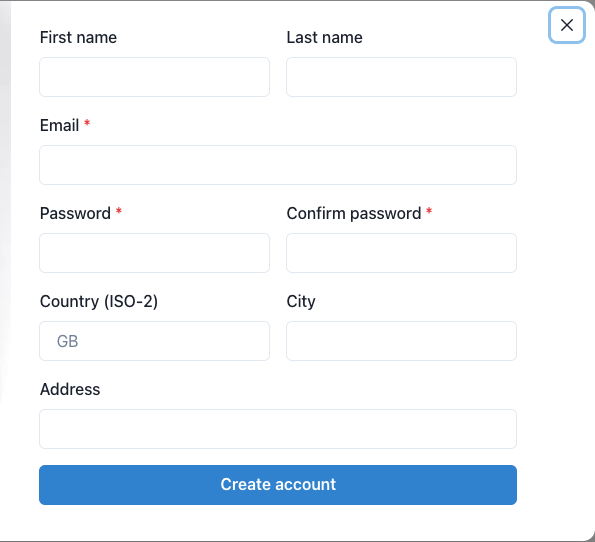 First name Last name
Email *
Password * Confirm password *
Country (ISO-2) City
GB
Address
Create account